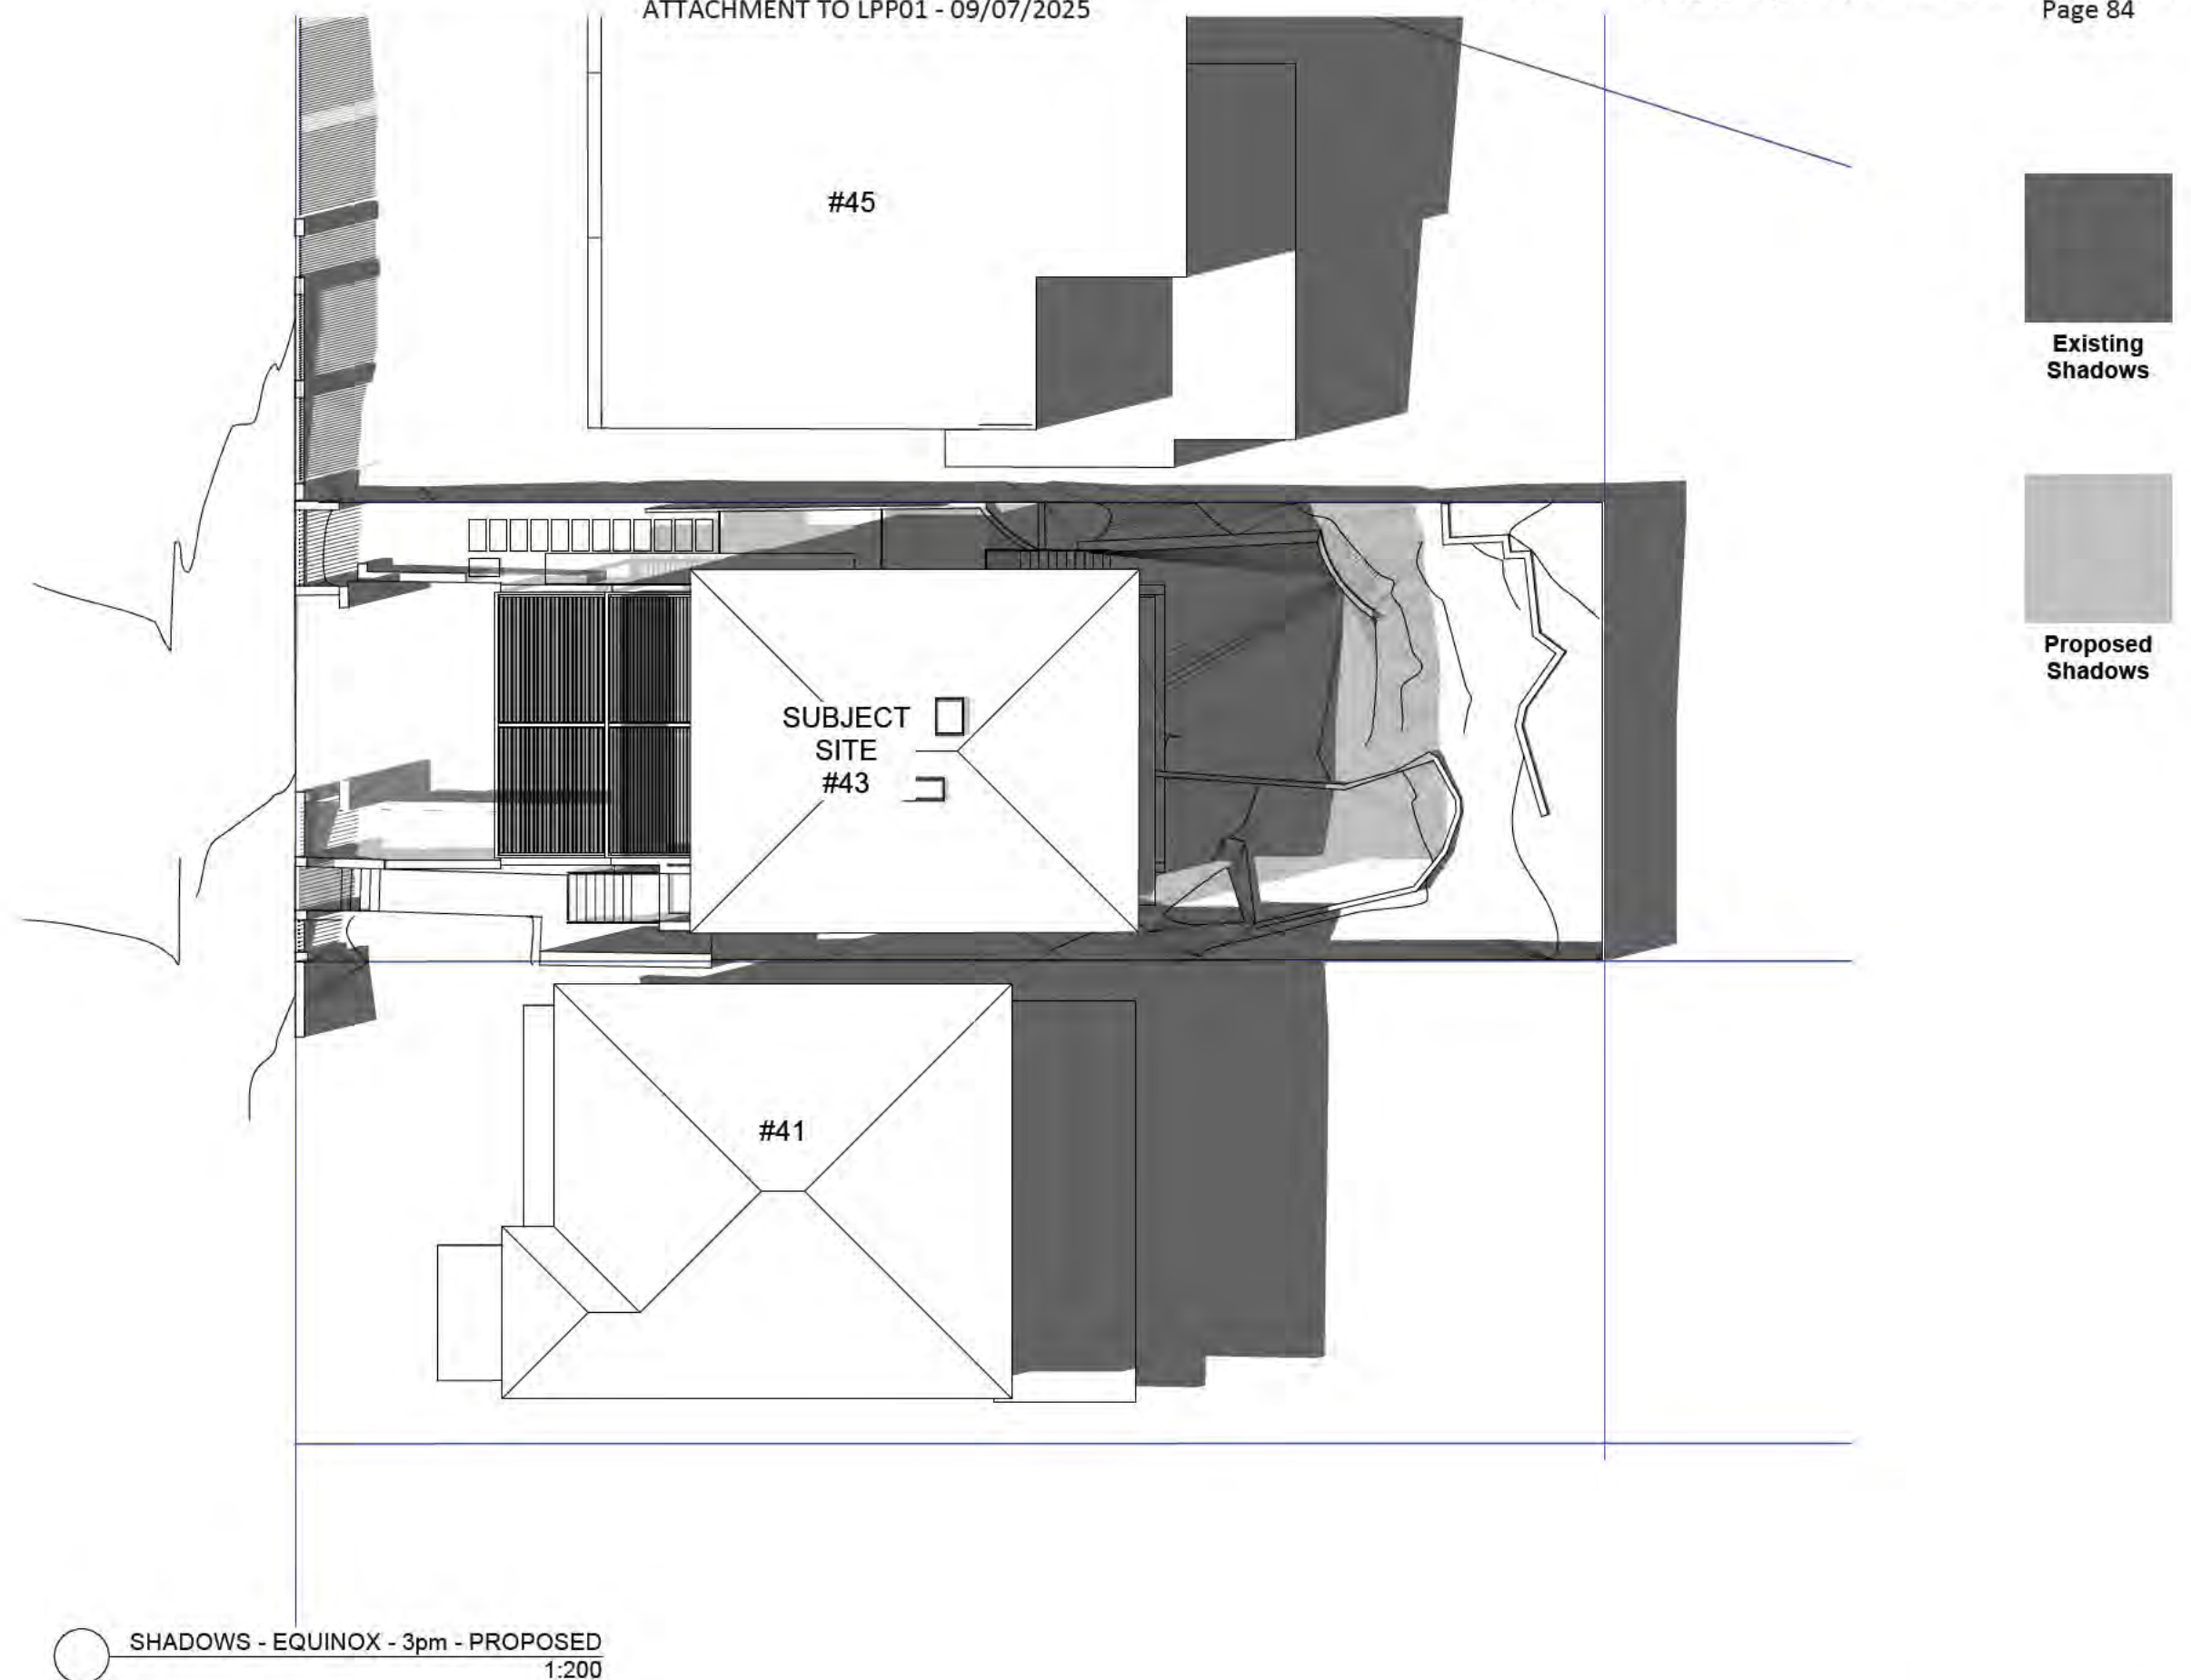 ATTACHMENT TO LPP01 - 09/07/2025
Page 84
#45
Existing
Shadows
Proposed
Shadows
SUBJECT
SITE
#43
#41
SHADOWS - EQUINOX - 3pm - PROPOSED
1:200